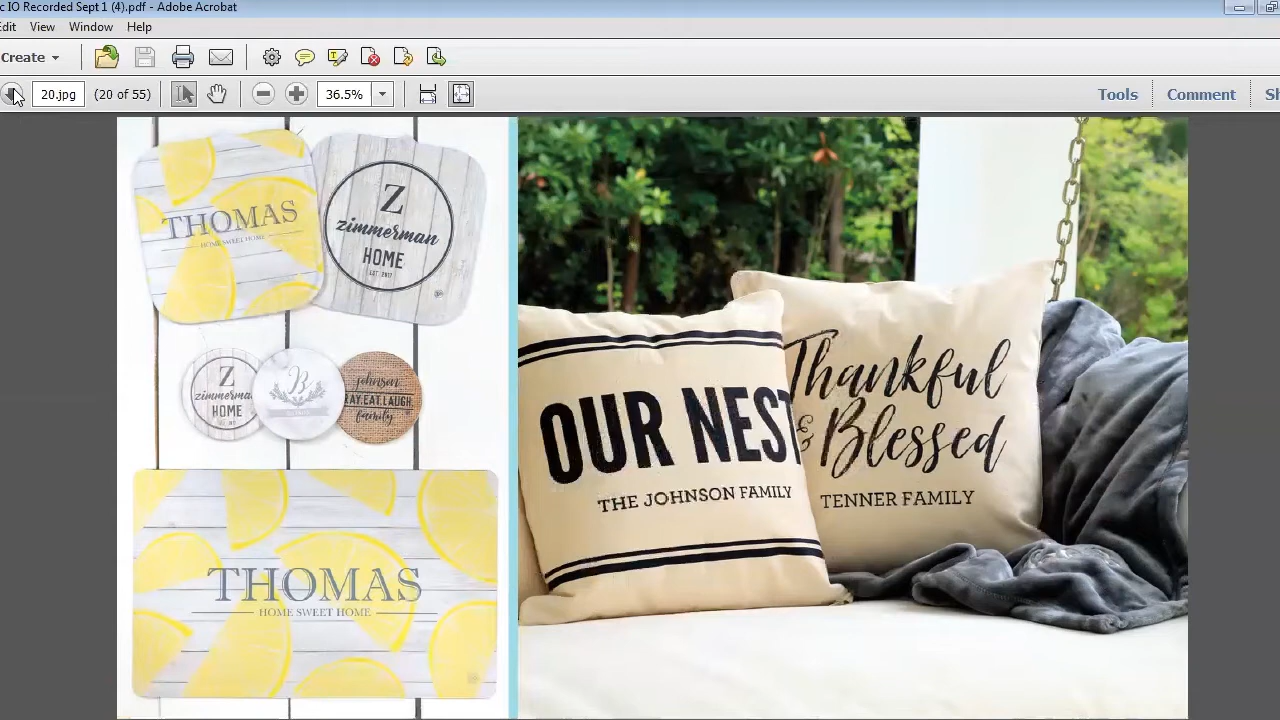 c IO Recorded Sept 1 (4).pdf - Adobe Acrobat
Edit View Window Help
Create
20.jpg (20 of 55) 36.5% Tools Comment Sh
THOMAS
HOME SWEET HOME
Z
zimmerman
HOME
EST. 2017
Z
zimmerman
HOME
B
johnson
EAT.EAT.LAUGH.
family
THOMAS
HOME SWEET HOME
OUR NEST
THE JOHNSON FAMILY
Thankful
& Blessed
TENNER FAMILY